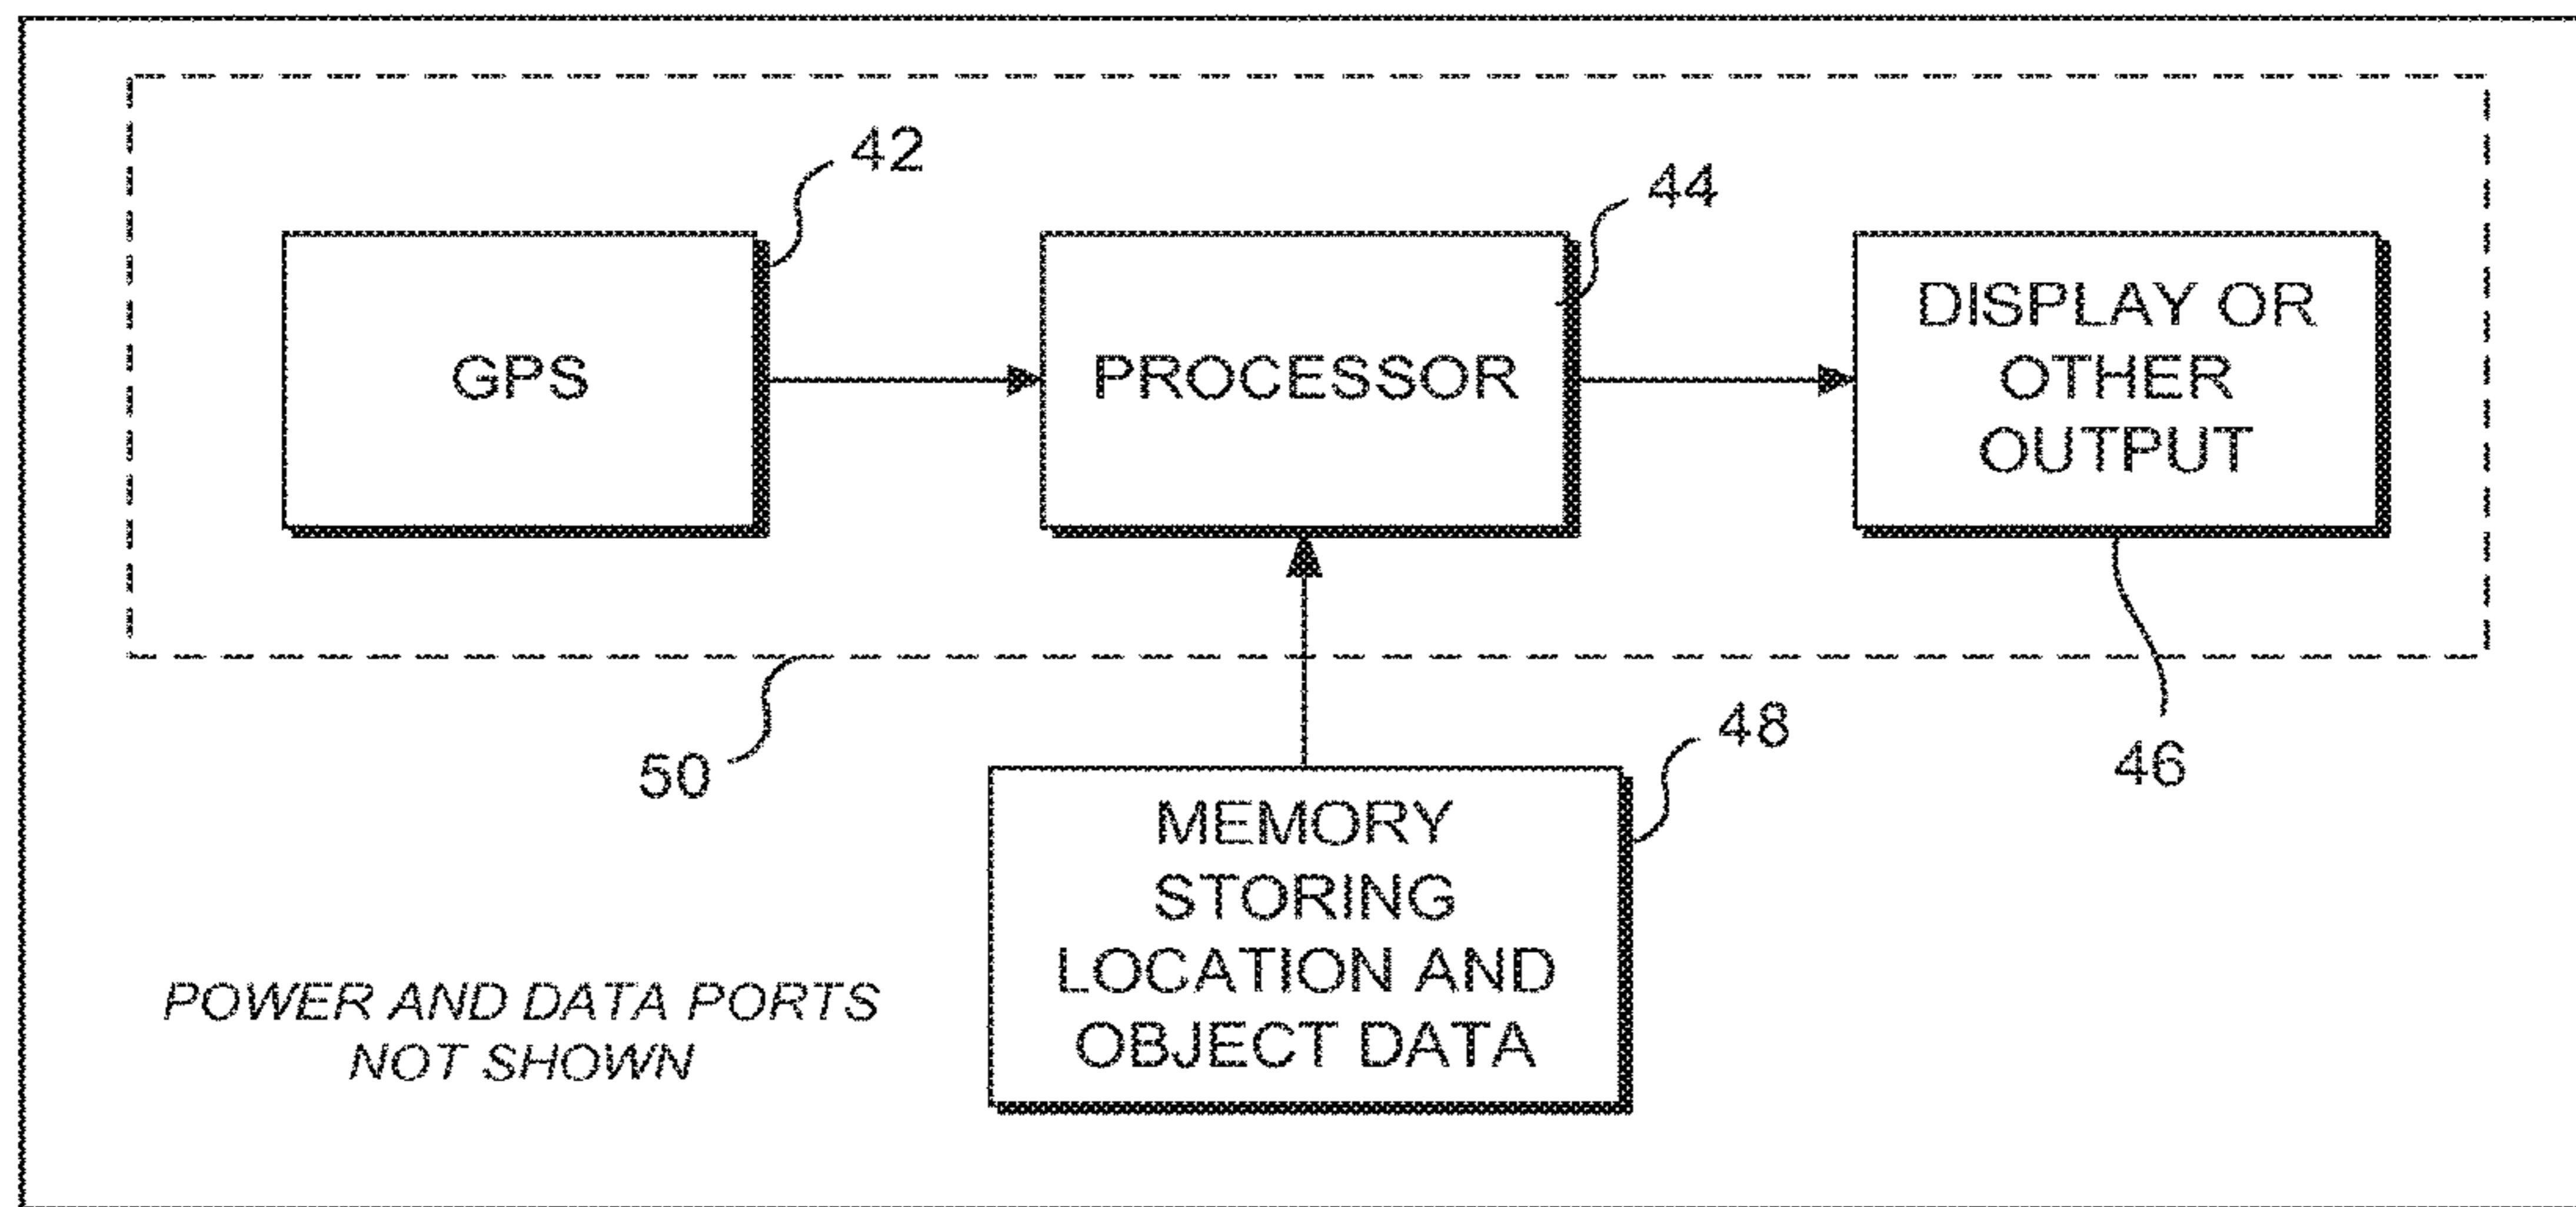 42
44
GPS
PROCESSOR
DISPLAY OR
OTHER
OUTPUT
50
48
46
MEMORY
STORING
LOCATION AND
OBJECT DATA
POWER AND DATA PORTS
NOT SHOWN